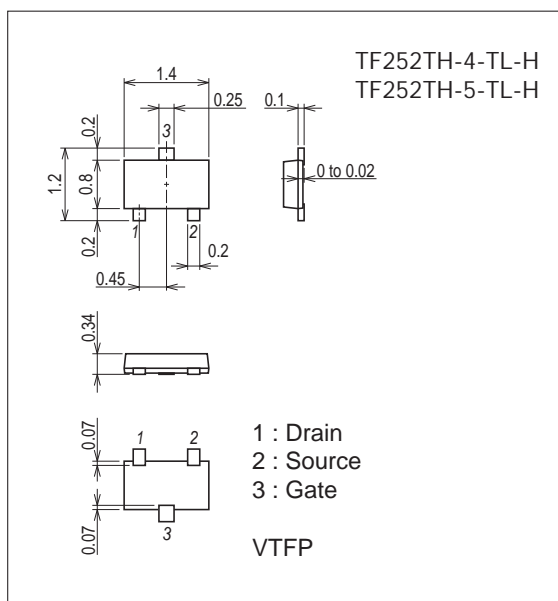 TF252TH-4-TL-H
TF252TH-5-TL-H
1.4
0.25
0.1
0.2
3
0 to 0.02
1.2
0.8
0.2
1
2
0.2
0.45
0.34
0.07
1
2
0.07
3
1 : Drain
2 : Source
3 : Gate
VTFP